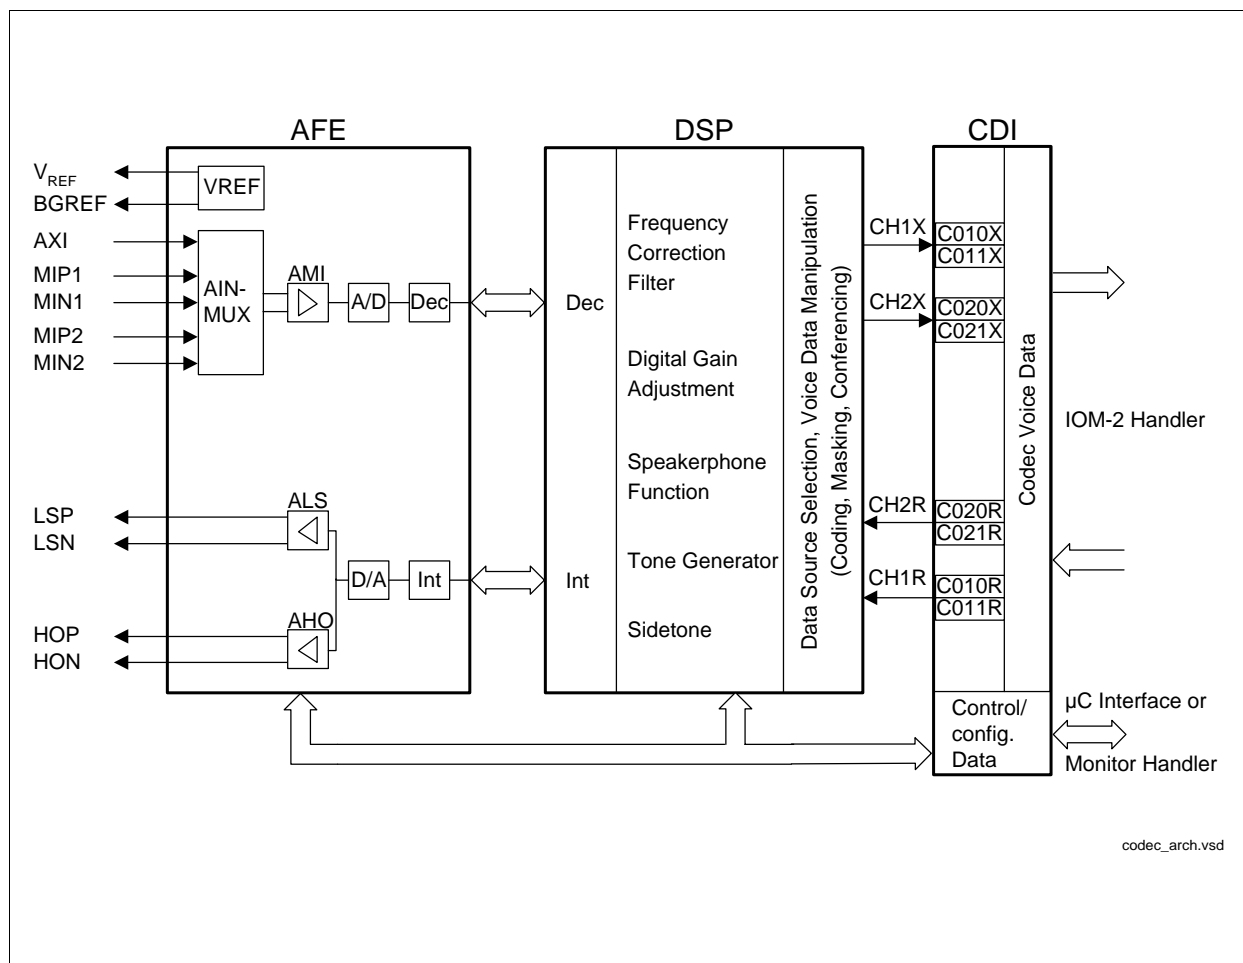 AFE
DSP
CDI
VREF
BGREF
AXI
MIP1
MIN1
MIP2
MIN2
VREF
AIN-
MUX
AMI
A/D
Dec
LSP
LSN
HOP
HON
ALS
AHO
D/A
Int
Dec
Int
Frequency
Correction
Filter
Digital Gain
Adjustment
Speakerphone
Function
Tone Generator
Sidetone
Data Source Selection, Voice Data Manipulation
(Coding, Masking, Conferencing)
CH1X
CH2X
CH2R
CH1R
C010X
C011X
C020X
C021X
C020R
C021R
C010R
C011R
Codec Voice Data
IOM-2 Handler
Control/
config.
Data
µC Interface or
Monitor Handler
codec_arch.vsd